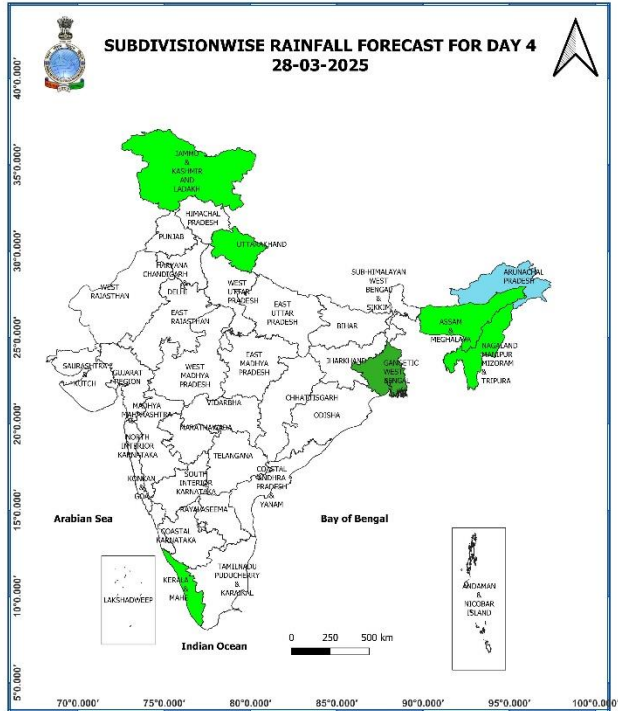 SUBDIVISIONWISE RAINFALL FORECAST FOR DAY 4
28-03-2025
40°0.000'
35°0.000'
30°0.000'
25°0.000'
20°0.000'
15°0.000'
10°0.000'
5°0.000'
JAMMU
&
KASHMIR
AND
LADAKH
HIMACHAL
PRADESH
PUNJAB
UTTARAKHAND
HARYANA
CHANDIGARH
&
DELHI
WEST
RAJASTHAN
WEST
UTTAR
PRADESH
EAST
UTTAR
PRADESH
SUB-HIMALAYAN
WEST
BENGAL
&
SIKKIM
ARUNACHAL
PRADESH
EAST
RAJASTHAN
BIHAR
ASSAM
&
MEGHALAYA
NAGALAND
MANIPUR
MIZORAM
&
TRIPURA
SAURASHTRA
&
KUTCH
GUJARAT
REGION
WEST
MADHYA
PRADESH
EAST
MADHYA
PRADESH
JHARKHAND
GANGETIC
WEST
BENGAL
CHHATTISGARH
ODISHA
VIDARBHA
MADHYA
MAHARASHTRA
MARATHAWADA
NORTH
INTERIOR
KARNATAKA
TELANGANA
KONKAN
&
GOA
SOUTH
INTERIOR
KARNATAKA
COASTAL
ANDHRA
PRADESH
&
YANAM
RAYALASEEMA
Arabian Sea
Bay of Bengal
COASTAL
KARNATAKA
LAKSHADWEEP
KERALA
&
MAHE
TAMILNADU
PUDUCHERRY
&
KARAIKAL
ANDAMAN
&
NICOBAR
ISLAND
Indian Ocean
0 250 500 km
70°0.000' 75°0.000' 80°0.000' 85°0.000' 90°0.000' 95°0.000' 100°0.000'